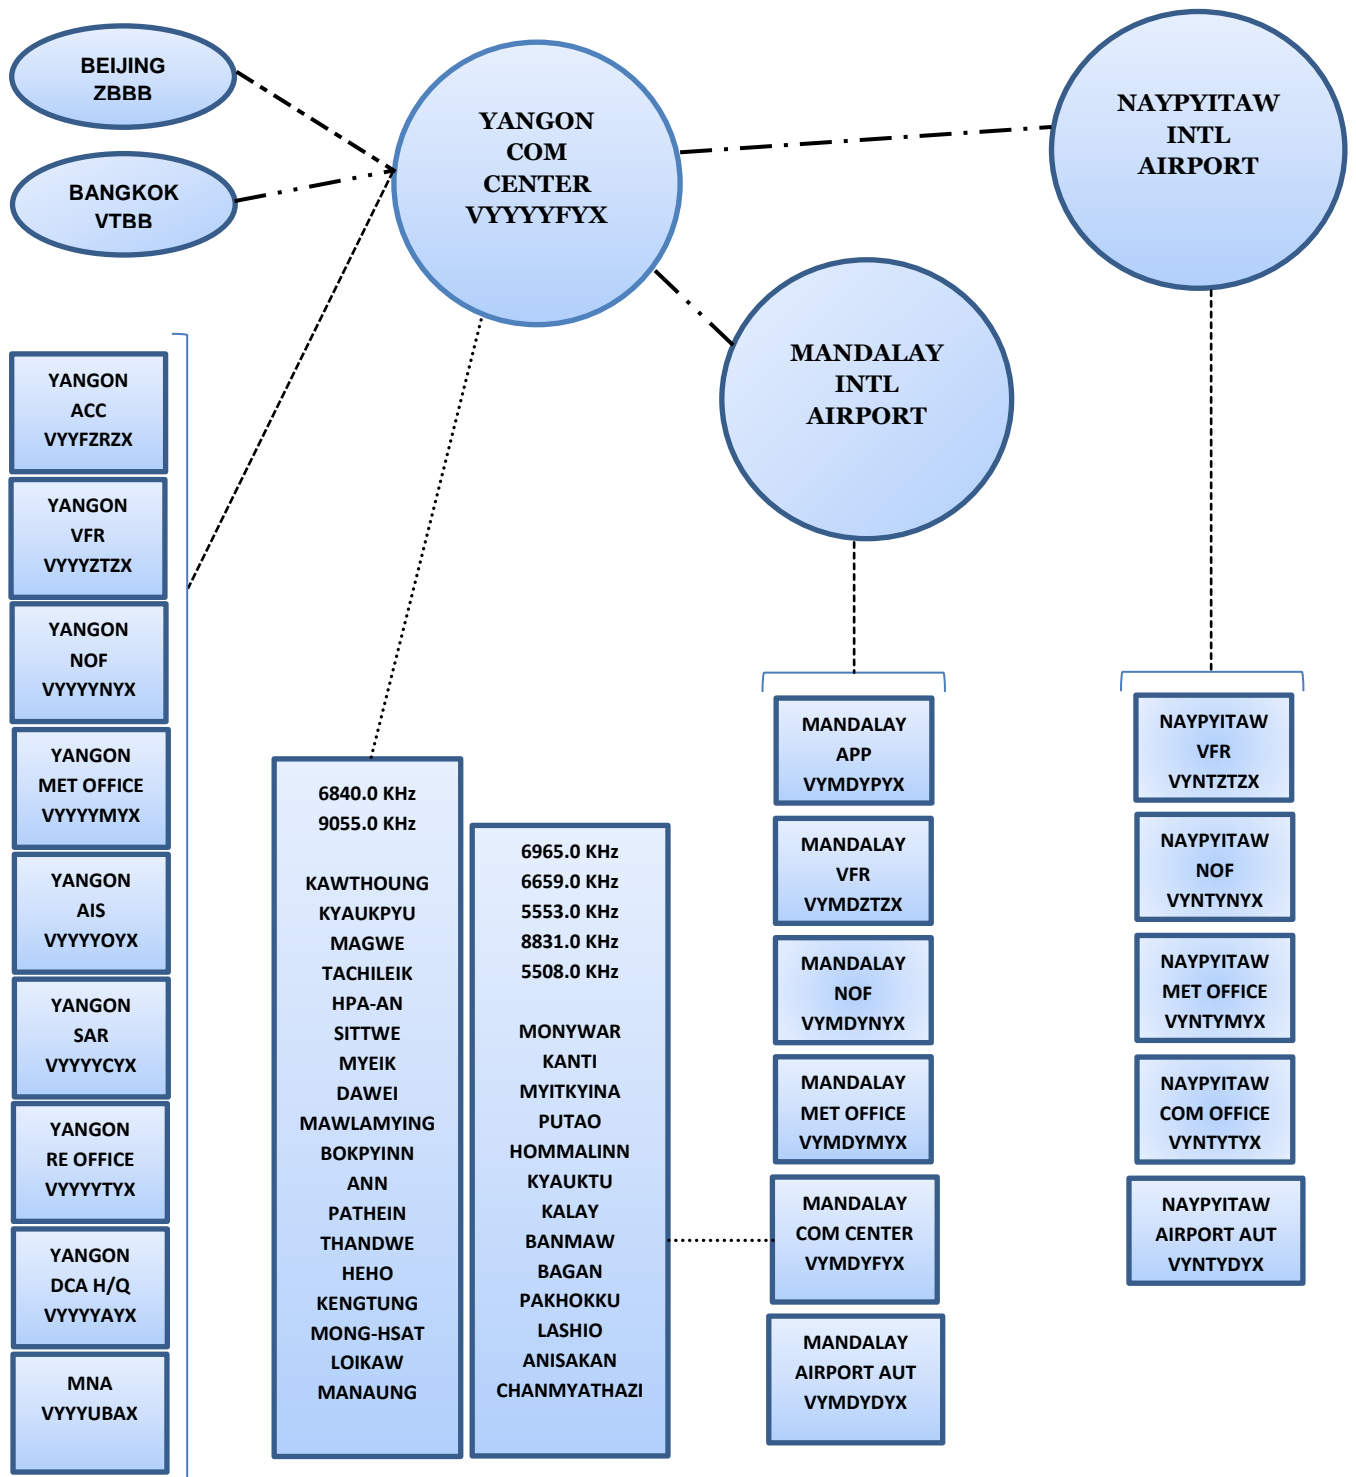 BEIJING
ZBBB
BANGKOK
VTBB
YANGON
COM
CENTER
VYYYYFYX
NAYPYITAW
INTL
AIRPORT
MANDALAY
INTL
AIRPORT
YANGON
ACC
VYYFZRZX
YANGON
VFR
VYYYZTZX
YANGON
NOF
VYYYYNYX
YANGON
MET OFFICE
VYYYYMYX
YANGON
AIS
VYYYYOYX
YANGON
SAR
VYYYYCYX
YANGON
RE OFFICE
VYYYYTYX
YANGON
DCA H/Q
VYYYYAYX
MNA
VYYYUBAX
6840.0 KHz
9055.0 KHz
KAWTHOUNG
KYAUKPYU
MAGWE
TACHILEIK
HPA-AN
SITTWE
MYEIK
DAWEI
MAWLAMYING
BOKPYINN
ANN
PATHEIN
THANDWE
HEHO
KENGTUNG
MONG-HSAT
LOIKAW
MANAUNG
6965.0 KHz
6659.0 KHz
5553.0 KHz
8831.0 KHz
5508.0 KHz
MONYWAR
KANTI
MYITKYINA
PUTAO
HOMMALINN
KYAUKTU
KALAY
BANMAW
BAGAN
PAKHOKKU
LASHIO
ANISAKAN
CHANMYATHAZI
MANDALAY
APP
VYMDYPYX
MANDALAY
VFR
VYMDZTZX
MANDALAY
NOF
VYMDYNYX
MANDALAY
MET OFFICE
VYMDYMYX
MANDALAY
COM CENTER
VYMDYFYX
MANDALAY
AIRPORT AUT
VYMDYDYX
NAYPYITAW
VFR
VYNTZTZX
NAYPYITAW
NOF
VYNTYNYX
NAYPYITAW
MET OFFICE
VYNTYMYX
NAYPYITAW
COM OFFICE
VYNTYTYX
NAYPYITAW
AIRPORT AUT
VYNTYDYX